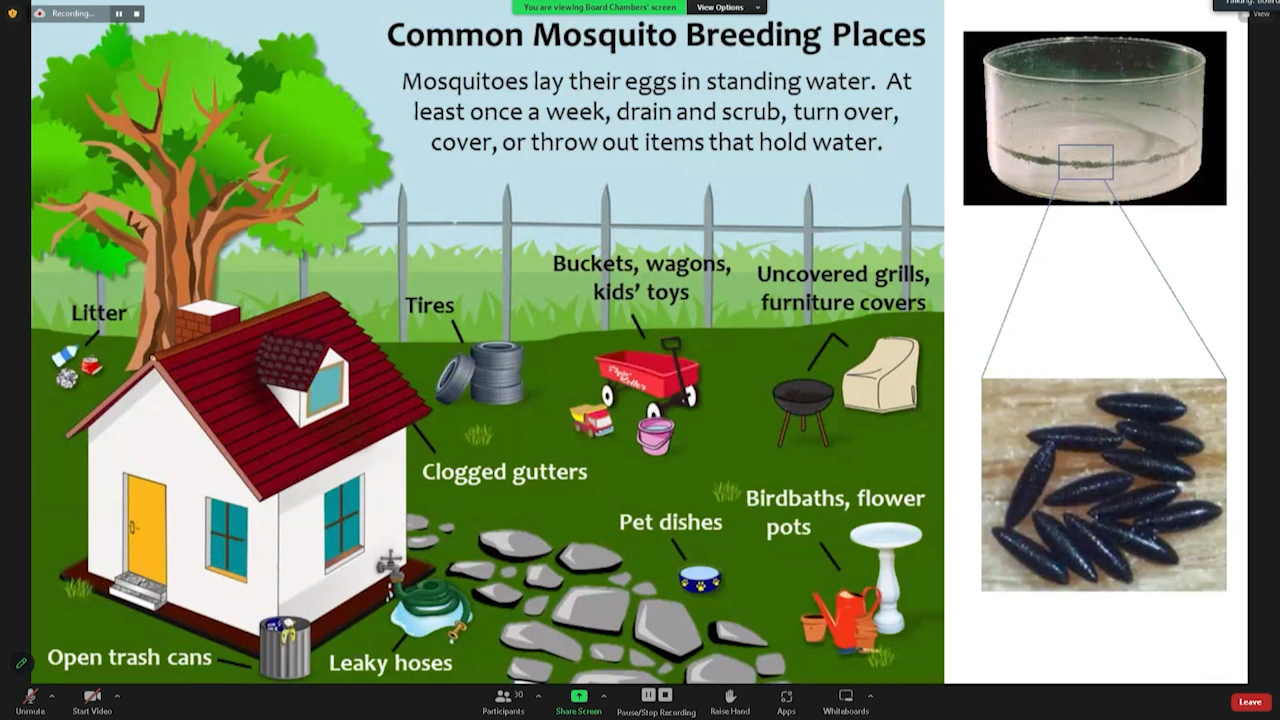 Recording...
You are viewing Board Chambers' screen
View Options
Talking: Board
View
Common Mosquito Breeding Places
Mosquitoes lay their eggs in standing water. At
least once a week, drain and scrub, turn over,
cover, or throw out items that hold water.
Litter
Tires
Buckets, wagons,
kids' toys
Uncovered grills,
furniture covers
Clogged gutters
Pet dishes
Birdbaths, flower
pots
Open trash cans
Leaky hoses
Unmute
Start Video
Participants
30
Share Screen
Pause/Stop Recording
Raise Hand
Apps
Whiteboards
Leave